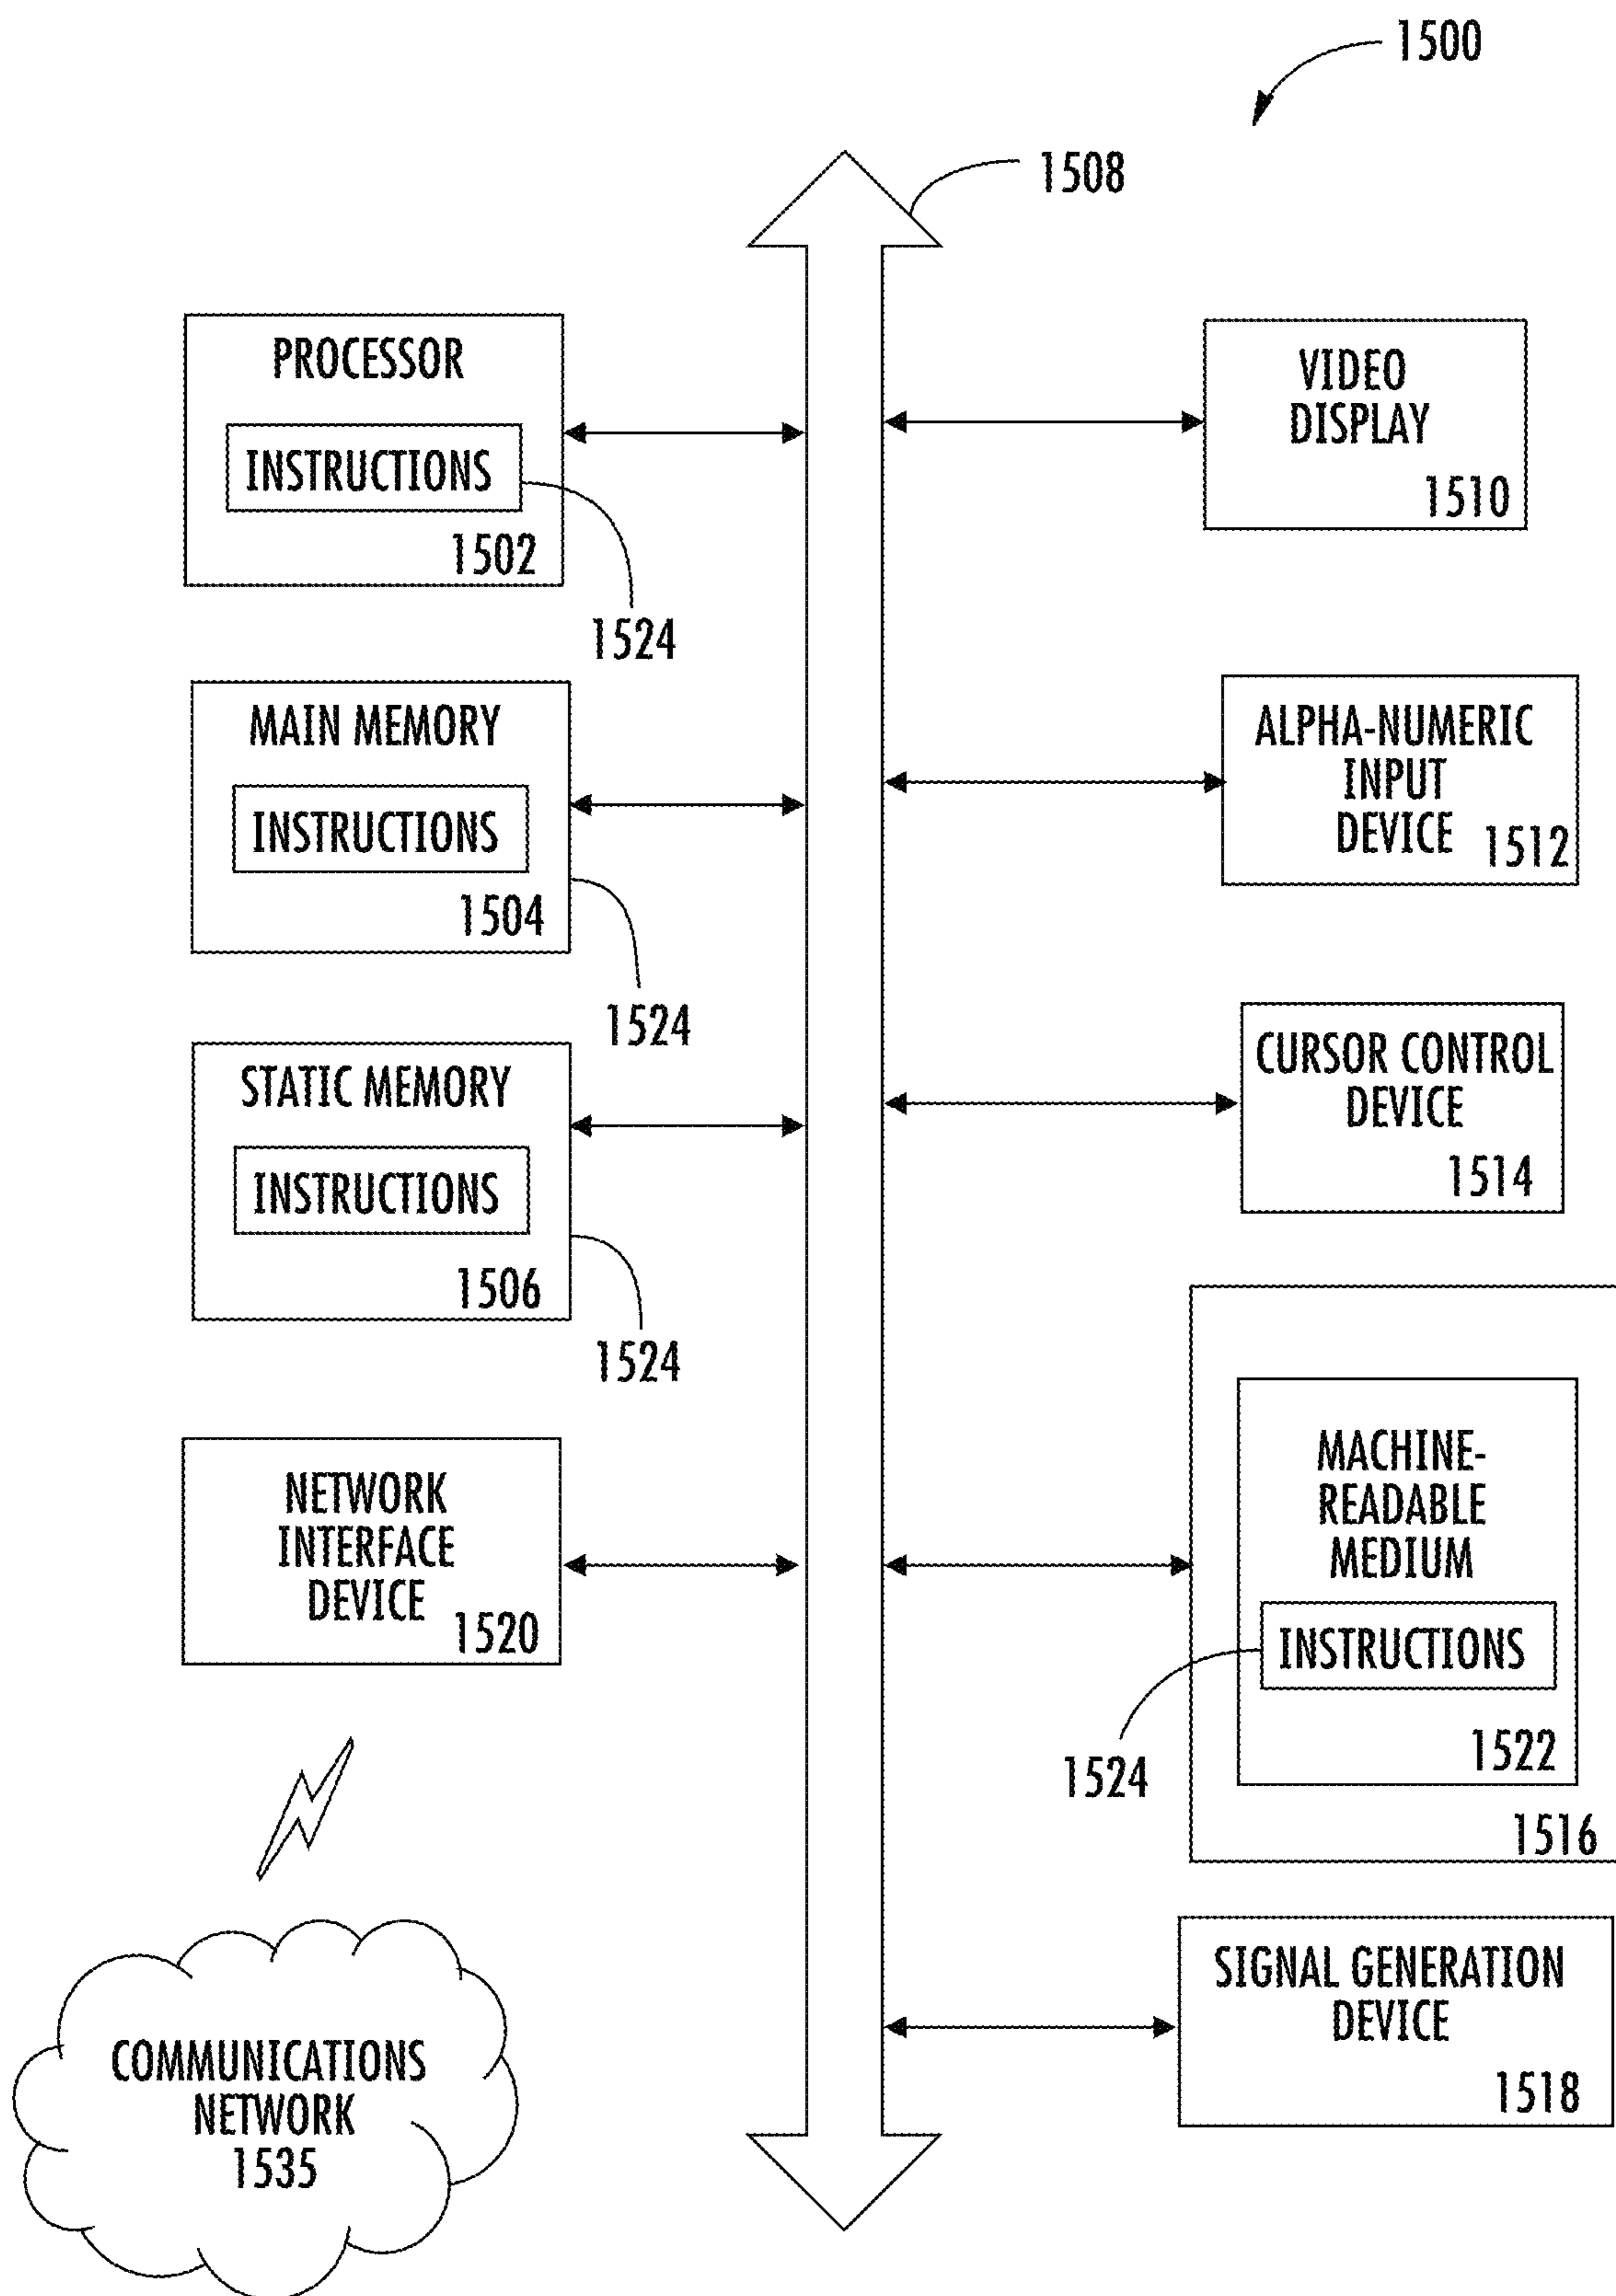 1500
1508
PROCESSOR
INSTRUCTIONS
1502
1524
MAIN MEMORY
INSTRUCTIONS
1504
1524
STATIC MEMORY
INSTRUCTIONS
1506
1524
NETWORK
INTERFACE
DEVICE
1520
COMMUNICATIONS
NETWORK
1535
VIDEO
DISPLAY
1510
ALPHA-NUMERIC
INPUT
DEVICE
1512
CURSOR CONTROL
DEVICE
1514
MACHINE-
READABLE
MEDIUM
INSTRUCTIONS
1524
1522
1516
SIGNAL GENERATION
DEVICE
1518